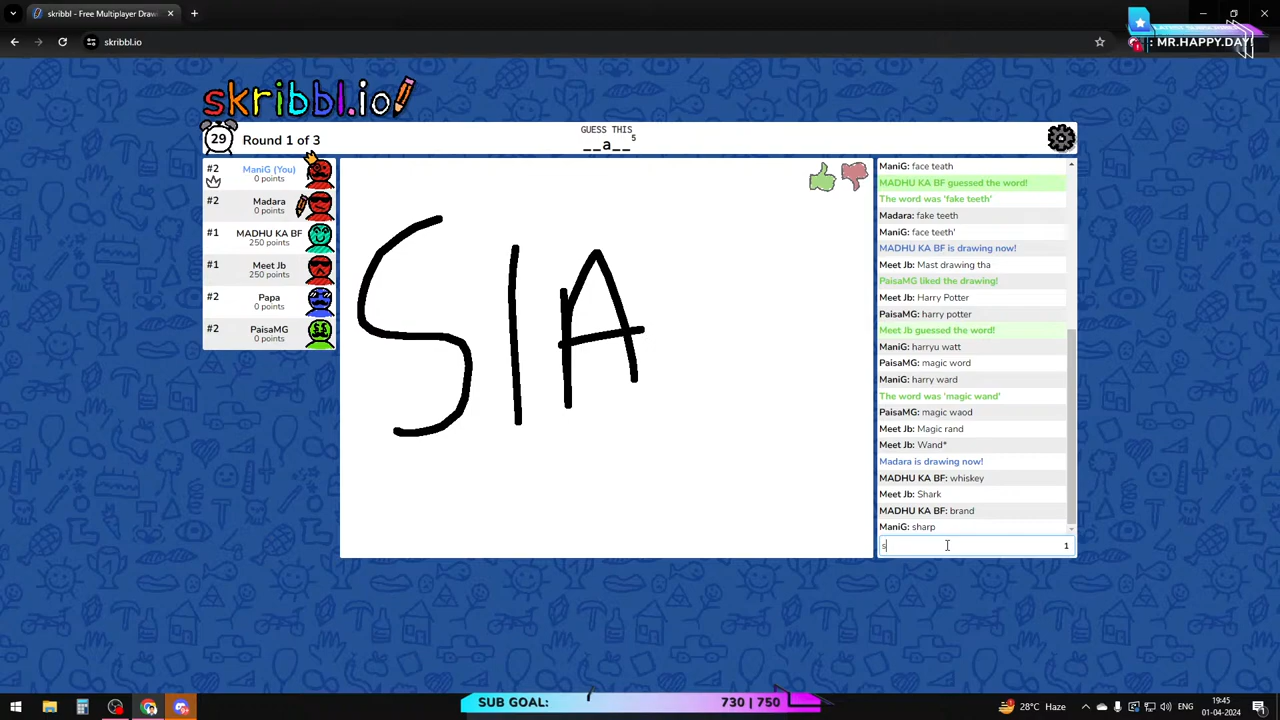 skribbl - Free Multiplayer Draw
skribbl.io
: MR.HAPPY.DAY!
skribbl.io
29
Round 1 of 3
GUESS THIS
__a__ 5
#2 ManiG (You)
0 points
#2 Madara
0 points
#1 MADHU KA BF
250 points
#1 Meet Jb
250 points
#2 Papa
0 points
#2 PaisaMG
0 points
SIA
ManiG: face teath
MADHU KA BF guessed the word!
The word was 'fake teeth'
Madara: fake teeth
ManiG: face teeth'
MADHU KA BF is drawing now!
Meet Jb: Mast drawing tha
PaisaMG liked the drawing!
Meet Jb: Harry Potter
PaisaMG: harry potter
Meet Jb guessed the word!
ManiG: harryu watt
PaisaMG: magic word
ManiG: harry ward
The word was 'magic wand'
PaisaMG: magic waod
Meet Jb: Magic rand
Meet Jb: Wand*
Madara is drawing now!
MADHU KA BF: whiskey
Meet Jb: Shark
MADHU KA BF: brand
ManiG: sharp
s 1
SUB GOAL: 730 | 750
28°C Clear
ENG
19:45
01-04-2024